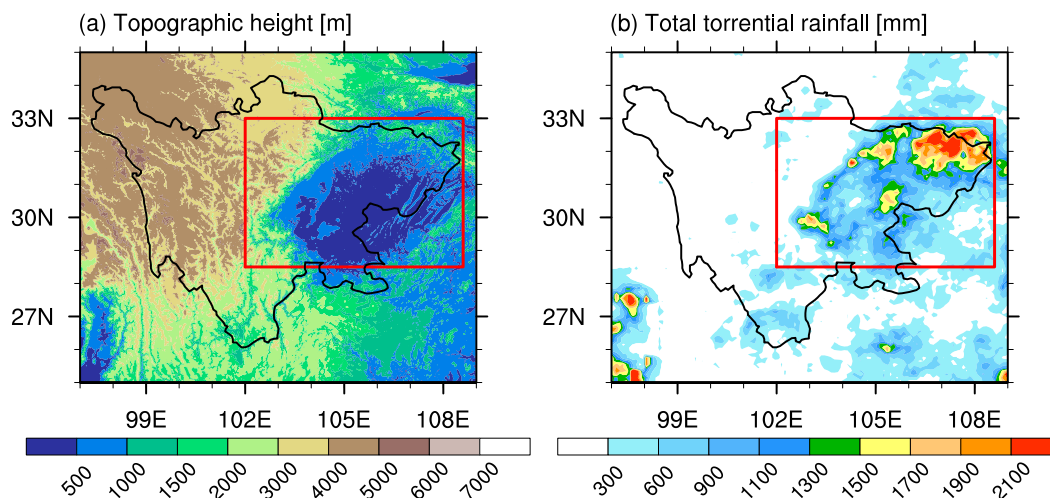 (a) Topographic height [m]
(b) Total torrential rainfall [mm]
33N
30N
27N
33N
30N
27N
99E 102E 105E 108E
99E 102E 105E 108E
500 1000 1500 2000 3000 4000 5000 6000 7000
300 600 900 1100 1300 1500 1700 1900 2100